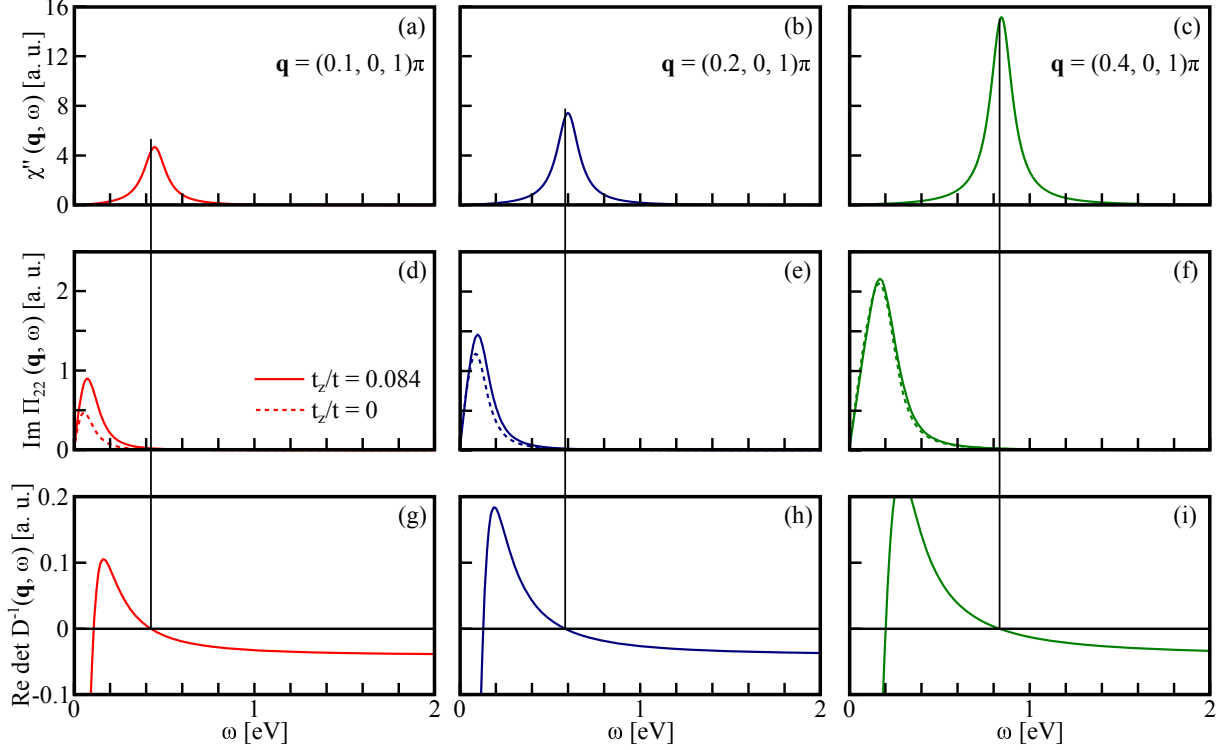 16
12
8
4
0
χ'' (q, ω) [a. u.]
(a)
q = (0.1, 0, 1)π
(b)
q = (0.2, 0, 1)π
(c)
q = (0.4, 0, 1)π
2
1
0
Im Π22 (q, ω) [a. u.]
(d)
t_z/t = 0.084
t_z/t = 0
(e)
(f)
0.2
0.1
0
-0.1
Re det D⁻¹(q, ω) [a. u.]
(g)
(h)
(i)
0 1 2
0 1 2
0 1 2
ω [eV]
ω [eV]
ω [eV]